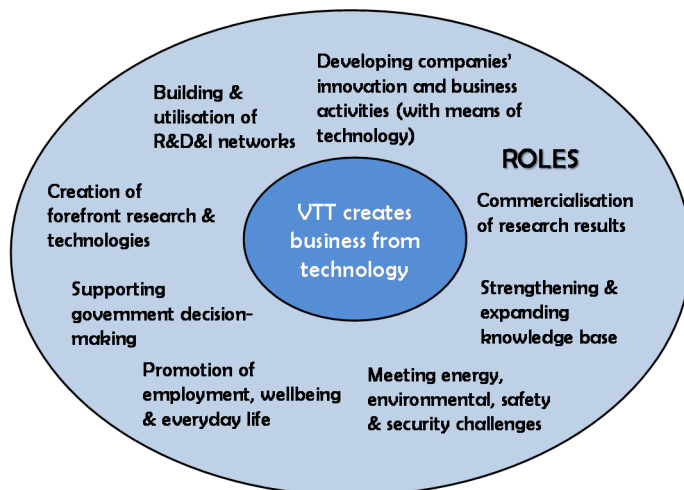 Developing companies'
innovation and business
activities (with means of
technology)
Building &
utilisation of
R&D&I networks
ROLES
Creation of
forefront research &
technologies
VTT creates
business from
technology
Commercialisation
of research results
Supporting
government decision-
making
Strengthening &
expanding
knowledge base
Promotion of
employment, wellbeing
& everyday life
Meeting energy,
environmental, safety
& security challenges